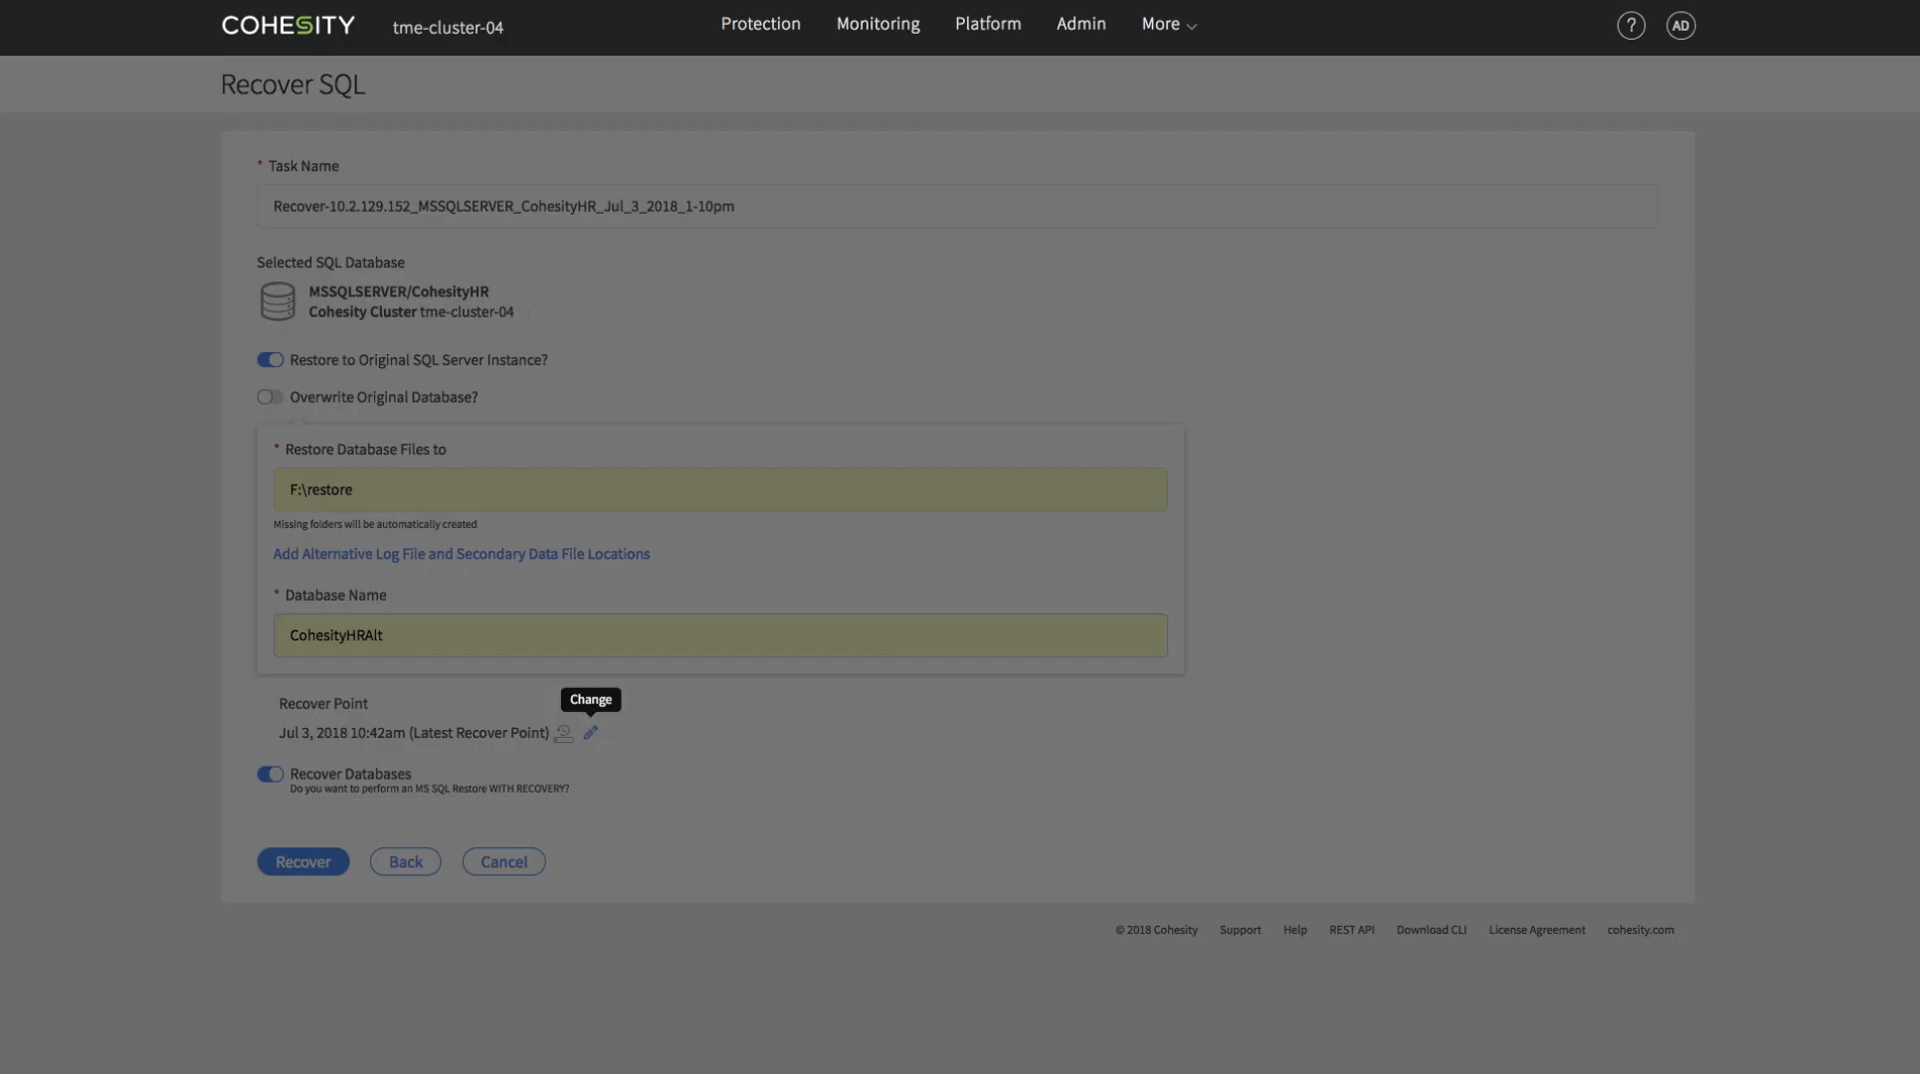 COHESITY tme-cluster-04 Protection Monitoring Platform Admin More ? AD
Recover SQL
* Task Name
Recover-10.2.129.152_MSSQLSERVER_CohesityHR_Jul_3_2018_1-10pm
Selected SQL Database
MSSQLSERVER/CohesityHR
Cohesity Cluster tme-cluster-04
Restore to Original SQL Server Instance?
Overwrite Original Database?
* Restore Database Files to
F:\restore
Missing folders will be automatically created
Add Alternative Log File and Secondary Data File Locations
* Database Name
CohesityHRAlt
Change
Recover Point
Jul 3, 2018 10:42am (Latest Recover Point)
Recover Databases
Do you want to perform an MS SQL Restore WITH RECOVERY?
Recover Back Cancel
© 2018 Cohesity Support Help REST API Download CLI License Agreement cohesity.com